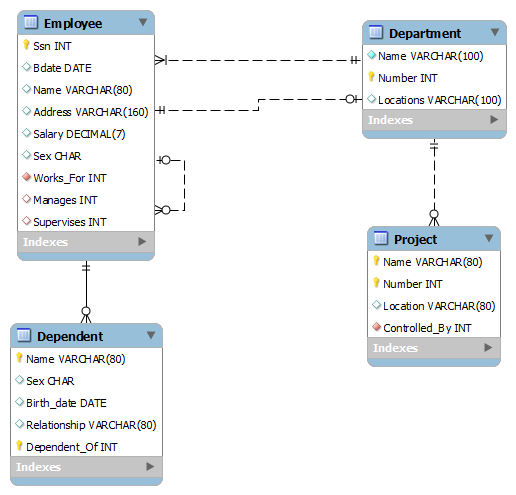 Employee
Ssn INT
Bdate DATE
Name VARCHAR(80)
Address VARCHAR(160)
Salary DECIMAL(7)
Sex CHAR
Works_For INT
Manages INT
Supervises INT
Indexes
Department
Name VARCHAR(100)
Number INT
Locations VARCHAR(100)
Indexes
Project
Name VARCHAR(80)
Number INT
Location VARCHAR(80)
Controlled_By INT
Indexes
Dependent
Name VARCHAR(80)
Sex CHAR
Birth_date DATE
Relationship VARCHAR(80)
Dependent_Of INT
Indexes